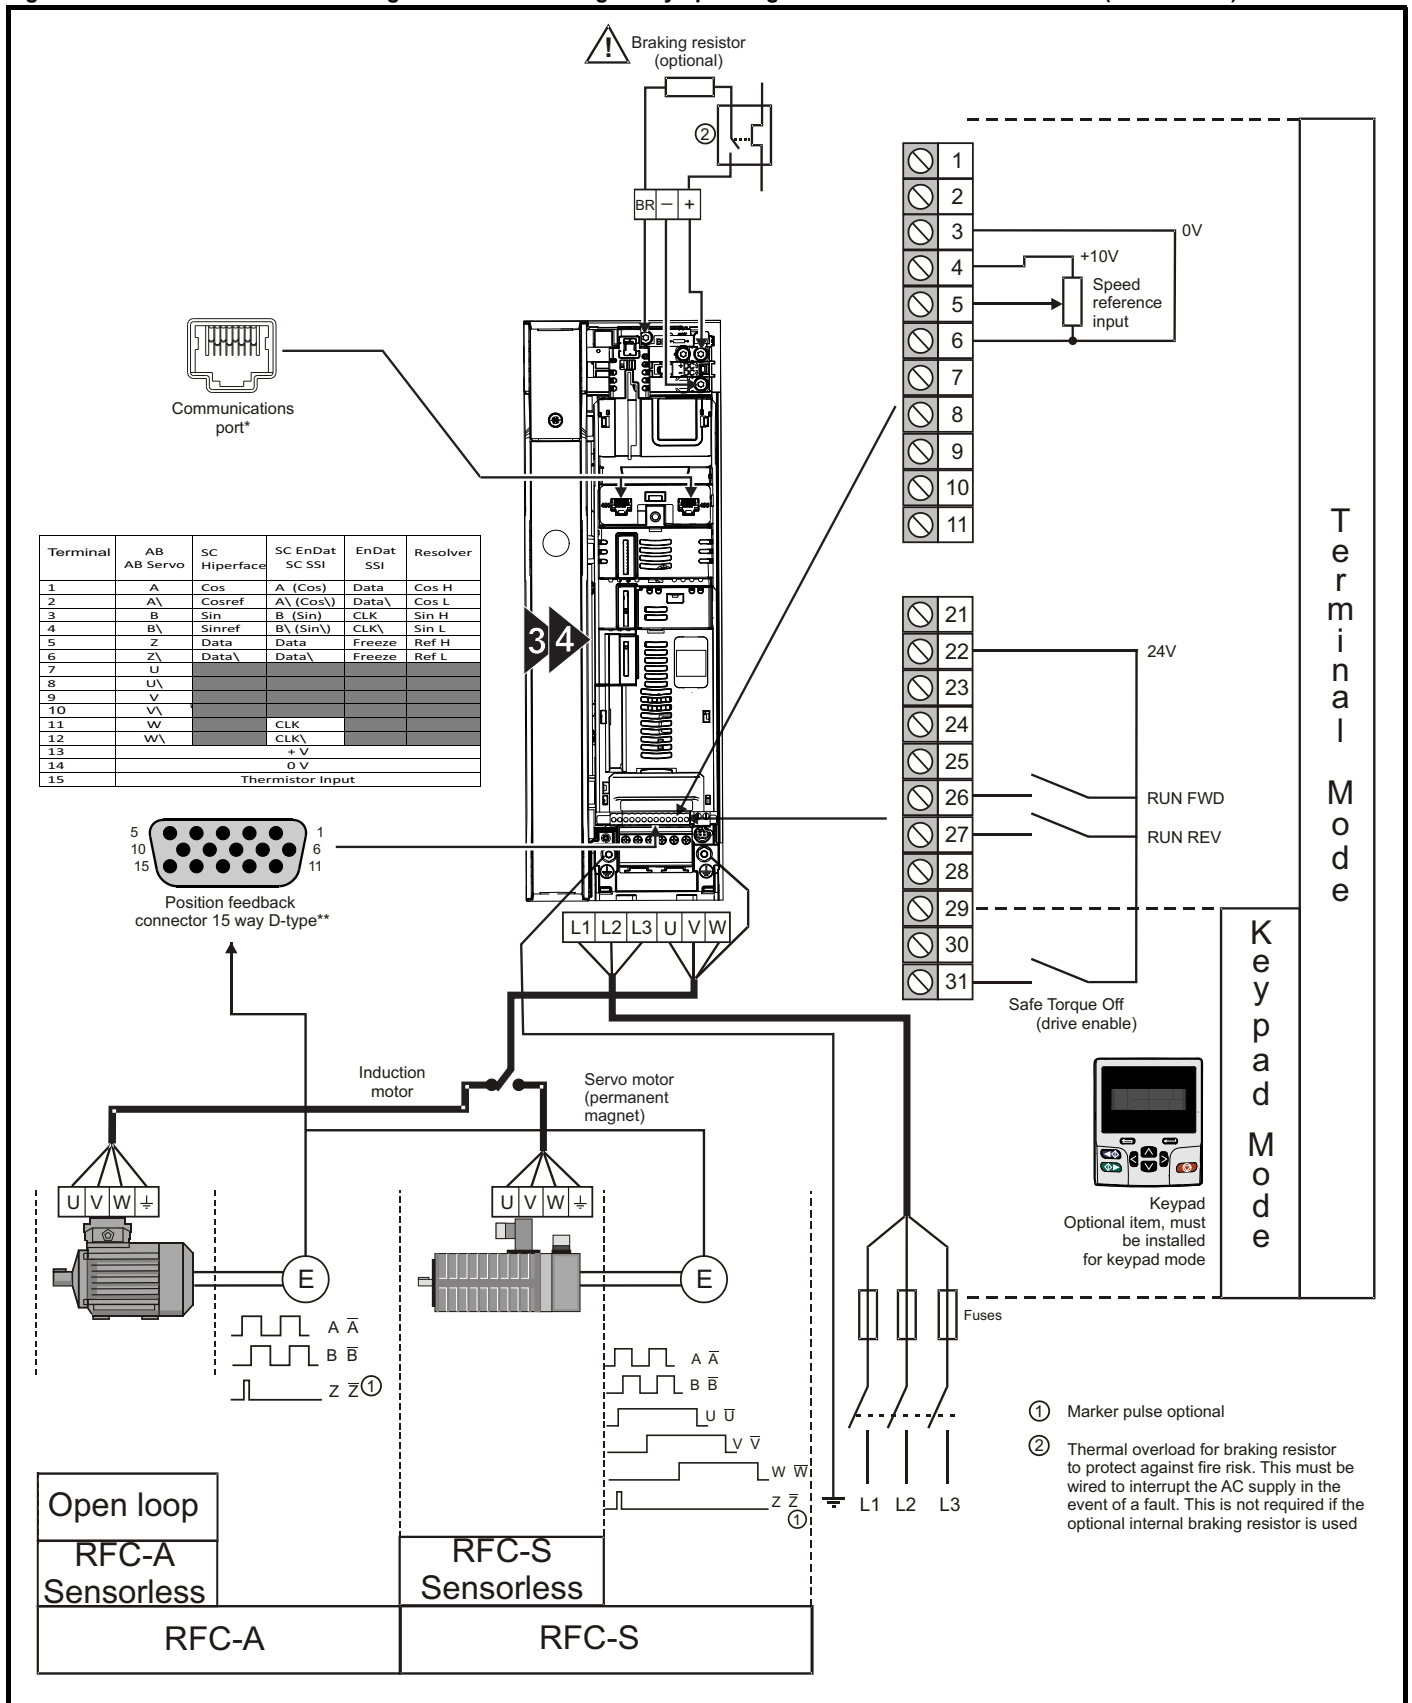 Braking resistor
(optional)
2
BR − +
1
2
3
4
5
6
7
8
9
10
11
0V
+10V
Speed
reference
input
Communications
port*
Terminal AB AB Servo SC Hiperface SC EnDat SC SSI EnDat SSI Resolver
1 A Cos A (Cos) Data Cos H
2 A\ Cosref A\ (Cos\) Data\ Cos L
3 B Sin B (Sin) CLK Sin H
4 B\ Sinref B\ (Sin\) CLK\ Sin L
5 Z Data Data Freeze Ref H
6 Z\ Data\ Data\ Freeze Ref L
7 U
8 U\
9 V
10 V\
11 W CLK
12 W\ CLK\
13 + V
14 0 V
15 Thermistor Input
3 4
5 1
10 6
15 11
Position feedback
connector 15 way D-type**
L1 L2 L3 U V W
21
22
23
24
25
26
27
28
29
30
31
24V
RUN FWD
RUN REV
Safe Torque Off
(drive enable)
Terminal Mode
Keypad Mode
Keypad
Optional item, must
be installed
for keypad mode
Induction
motor
Servo motor
(permanent
magnet)
U V W
U V W
E
E
A A̅
B B̅
Z Z̅ 1
A A̅
B B̅
U U̅
V V̅
W W̅
Z Z̅
1
Fuses
L1 L2 L3
1 Marker pulse optional
2 Thermal overload for braking resistor
to protect against fire risk. This must be
wired to interrupt the AC supply in the
event of a fault. This is not required if the
optional internal braking resistor is used
Open loop
RFC-A
Sensorless
RFC-S
Sensorless
RFC-A
RFC-S